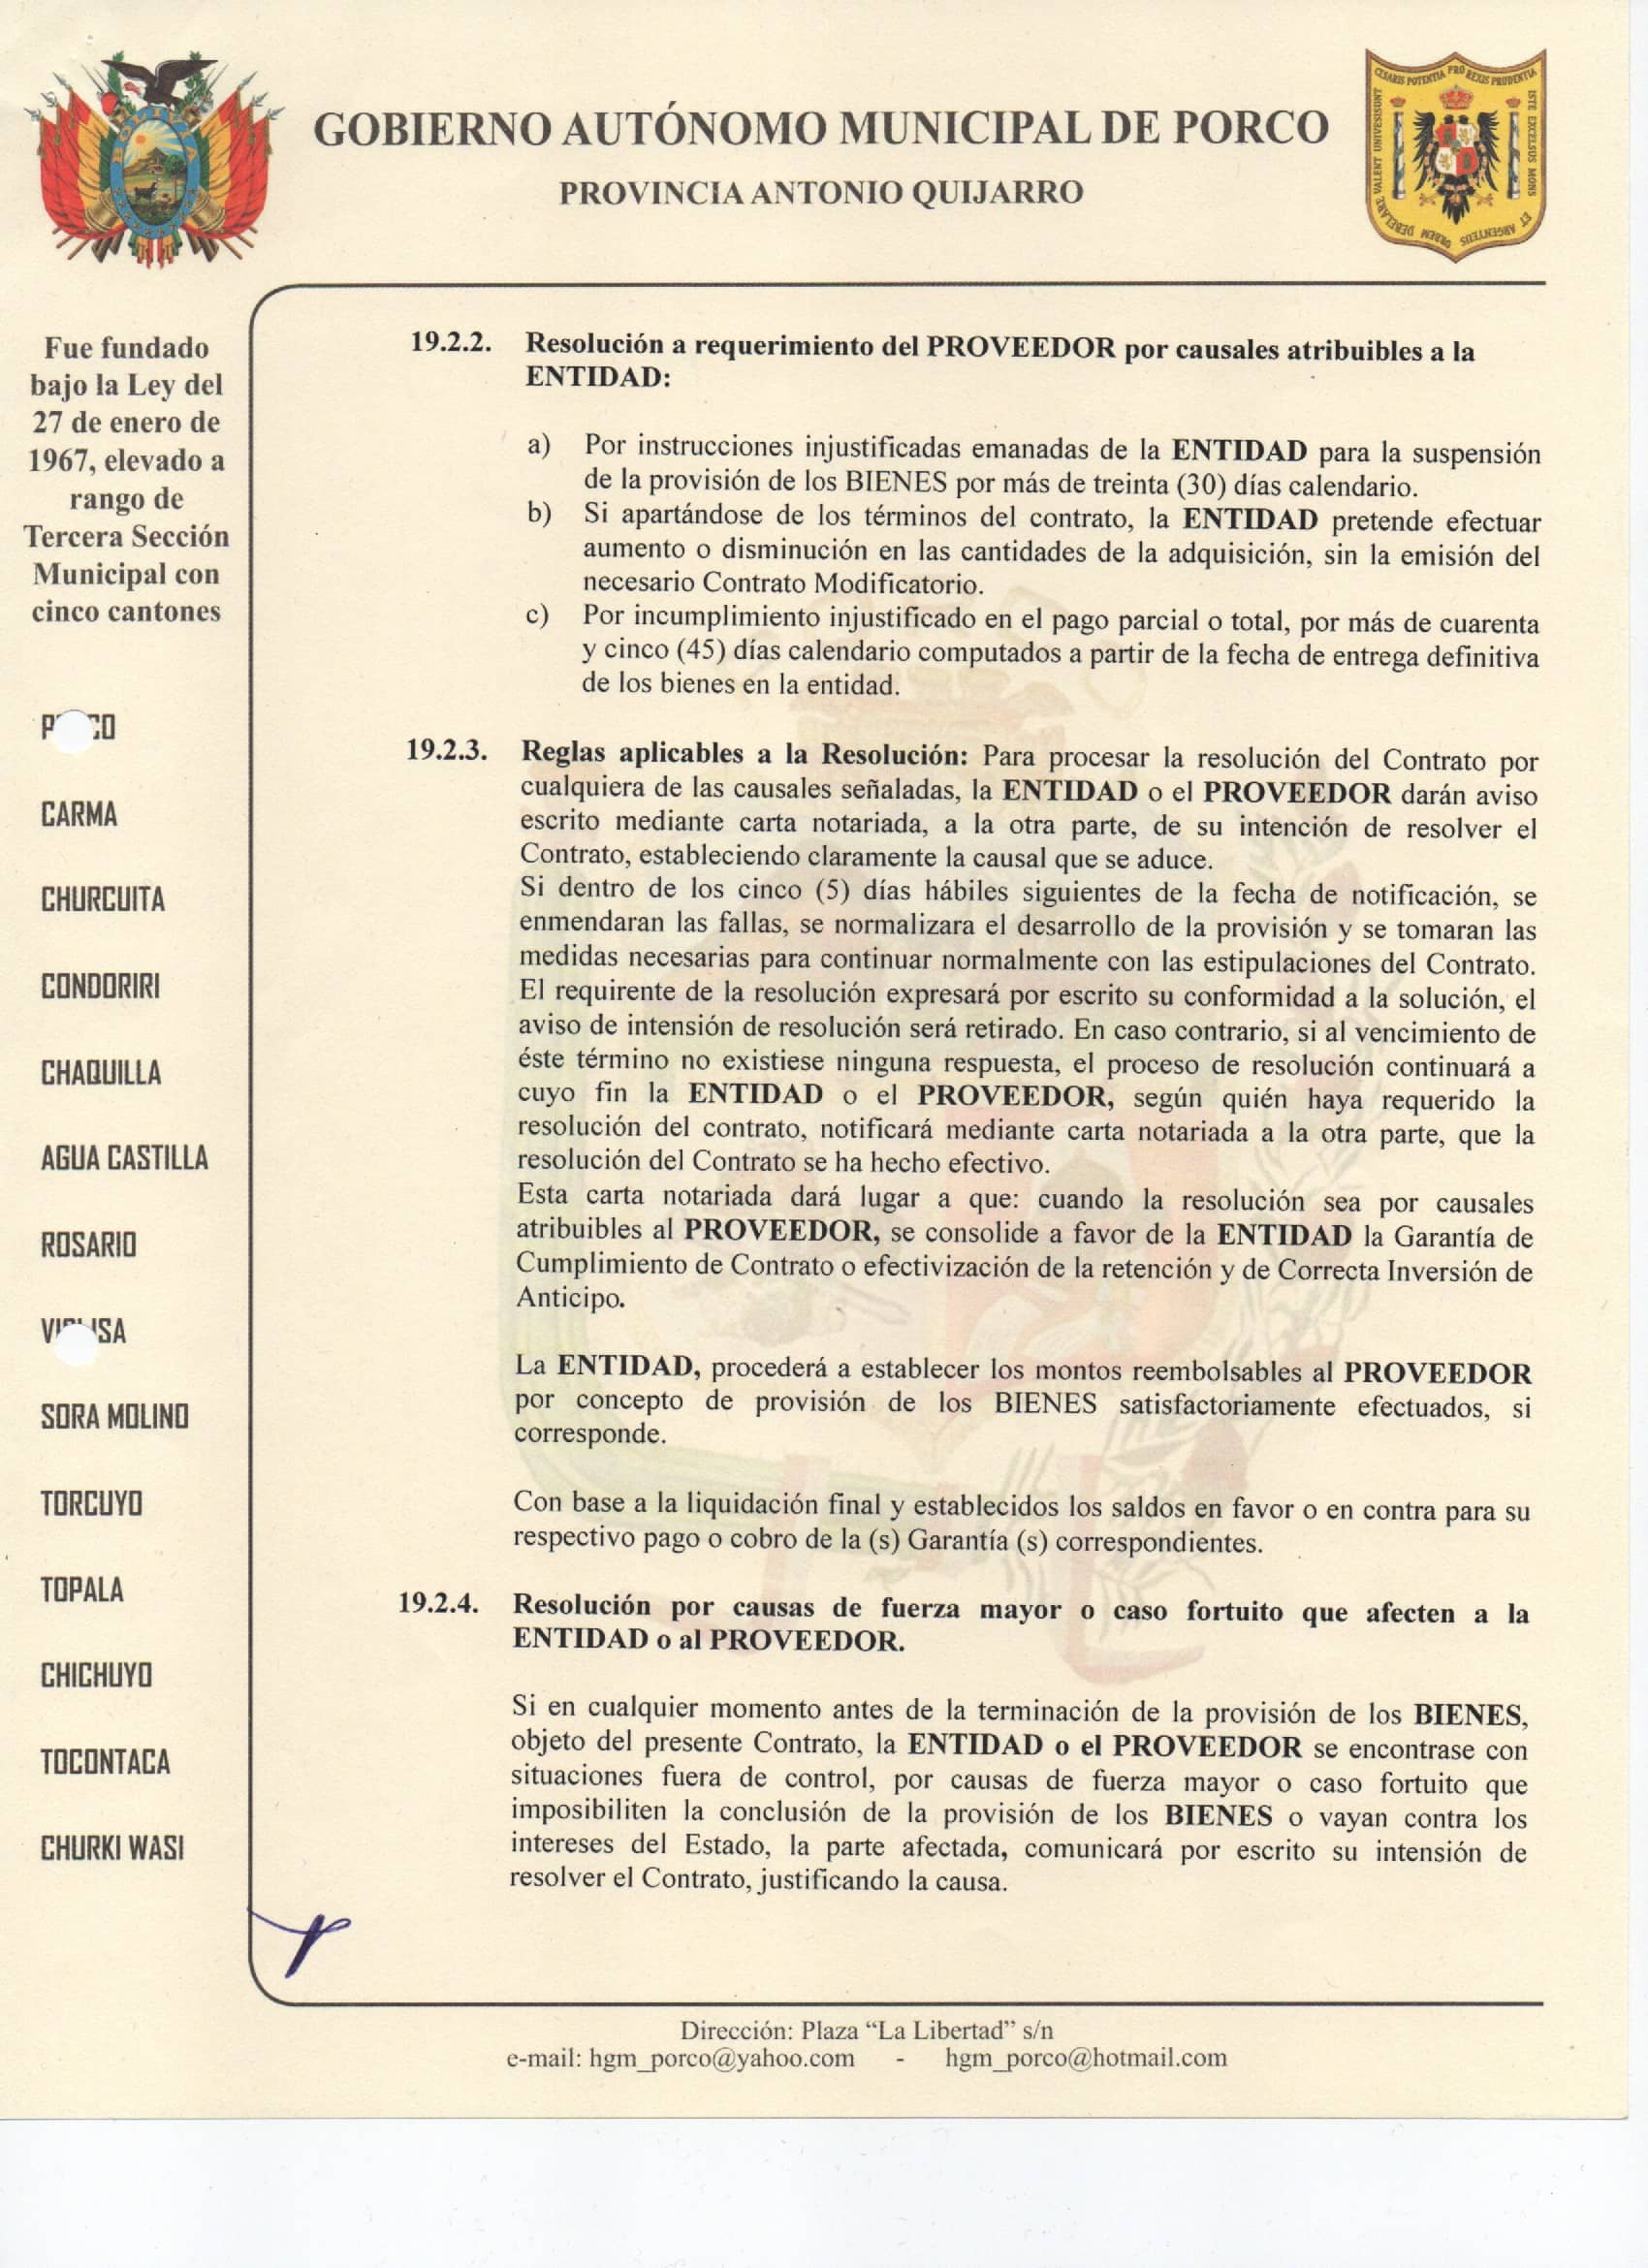 GOBIERNO AUTÓNOMO MUNICIPAL DE PORCO
PROVINCIA ANTONIO QUIJARRO
CESARIS POTENTIA PRO REXIS PRUDENTIA
ISTE EXCELSUS MONS
ET ARGENTEUS
ORBEM DEBELARE
VALENT UNIVERSUNT
Fue fundado
bajo la Ley del
27 de enero de
1967, elevado a
rango de
Tercera Sección
Municipal con
cinco cantones
CARMA
CHURCUITA
CONDORIRI
CHAQUILLA
AGUA CASTILLA
ROSARIO
SORA MOLINO
TORCUYO
TOPALA
CHICHUYO
TOCONTACA
CHURKI WASI
19.2.2. Resolución a requerimiento del PROVEEDOR por causales atribuibles a la
ENTIDAD:
a) Por instrucciones injustificadas emanadas de la ENTIDAD para la suspensión
de la provisión de los BIENES por más de treinta (30) días calendario.
b) Si apartándose de los términos del contrato, la ENTIDAD pretende efectuar
aumento o disminución en las cantidades de la adquisición, sin la emisión del
necesario Contrato Modificatorio.
c) Por incumplimiento injustificado en el pago parcial o total, por más de cuarenta
y cinco (45) días calendario computados a partir de la fecha de entrega definitiva
de los bienes en la entidad.
19.2.3. Reglas aplicables a la Resolución: Para procesar la resolución del Contrato por
cualquiera de las causales señaladas, la ENTIDAD o el PROVEEDOR darán aviso
escrito mediante carta notariada, a la otra parte, de su intención de resolver el
Contrato, estableciendo claramente la causal que se aduce.
Si dentro de los cinco (5) días hábiles siguientes de la fecha de notificación, se
enmendaran las fallas, se normalizara el desarrollo de la provisión y se tomaran las
medidas necesarias para continuar normalmente con las estipulaciones del Contrato.
El requirente de la resolución expresará por escrito su conformidad a la solución, el
aviso de intensión de resolución será retirado. En caso contrario, si al vencimiento de
éste término no existiese ninguna respuesta, el proceso de resolución continuará a
cuyo fin la ENTIDAD o el PROVEEDOR, según quién haya requerido la
resolución del contrato, notificará mediante carta notariada a la otra parte, que la
resolución del Contrato se ha hecho efectivo.
Esta carta notariada dará lugar a que: cuando la resolución sea por causales
atribuibles al PROVEEDOR, se consolide a favor de la ENTIDAD la Garantía de
Cumplimiento de Contrato o efectivización de la retención y de Correcta Inversión de
Anticipo.
La ENTIDAD, procederá a establecer los montos reembolsables al PROVEEDOR
por concepto de provisión de los BIENES satisfactoriamente efectuados, si
corresponde.
Con base a la liquidación final y establecidos los saldos en favor o en contra para su
respectivo pago o cobro de la (s) Garantía (s) correspondientes.
19.2.4. Resolución por causas de fuerza mayor o caso fortuito que afecten a la
ENTIDAD o al PROVEEDOR.
Si en cualquier momento antes de la terminación de la provisión de los BIENES,
objeto del presente Contrato, la ENTIDAD o el PROVEEDOR se encontrase con
situaciones fuera de control, por causas de fuerza mayor o caso fortuito que
imposibiliten la conclusión de la provisión de los BIENES o vayan contra los
intereses del Estado, la parte afectada, comunicará por escrito su intensión de
resolver el Contrato, justificando la causa.
Dirección: Plaza “La Libertad” s/n
e-mail: hgm_porco@yahoo.com - hgm_porco@hotmail.com